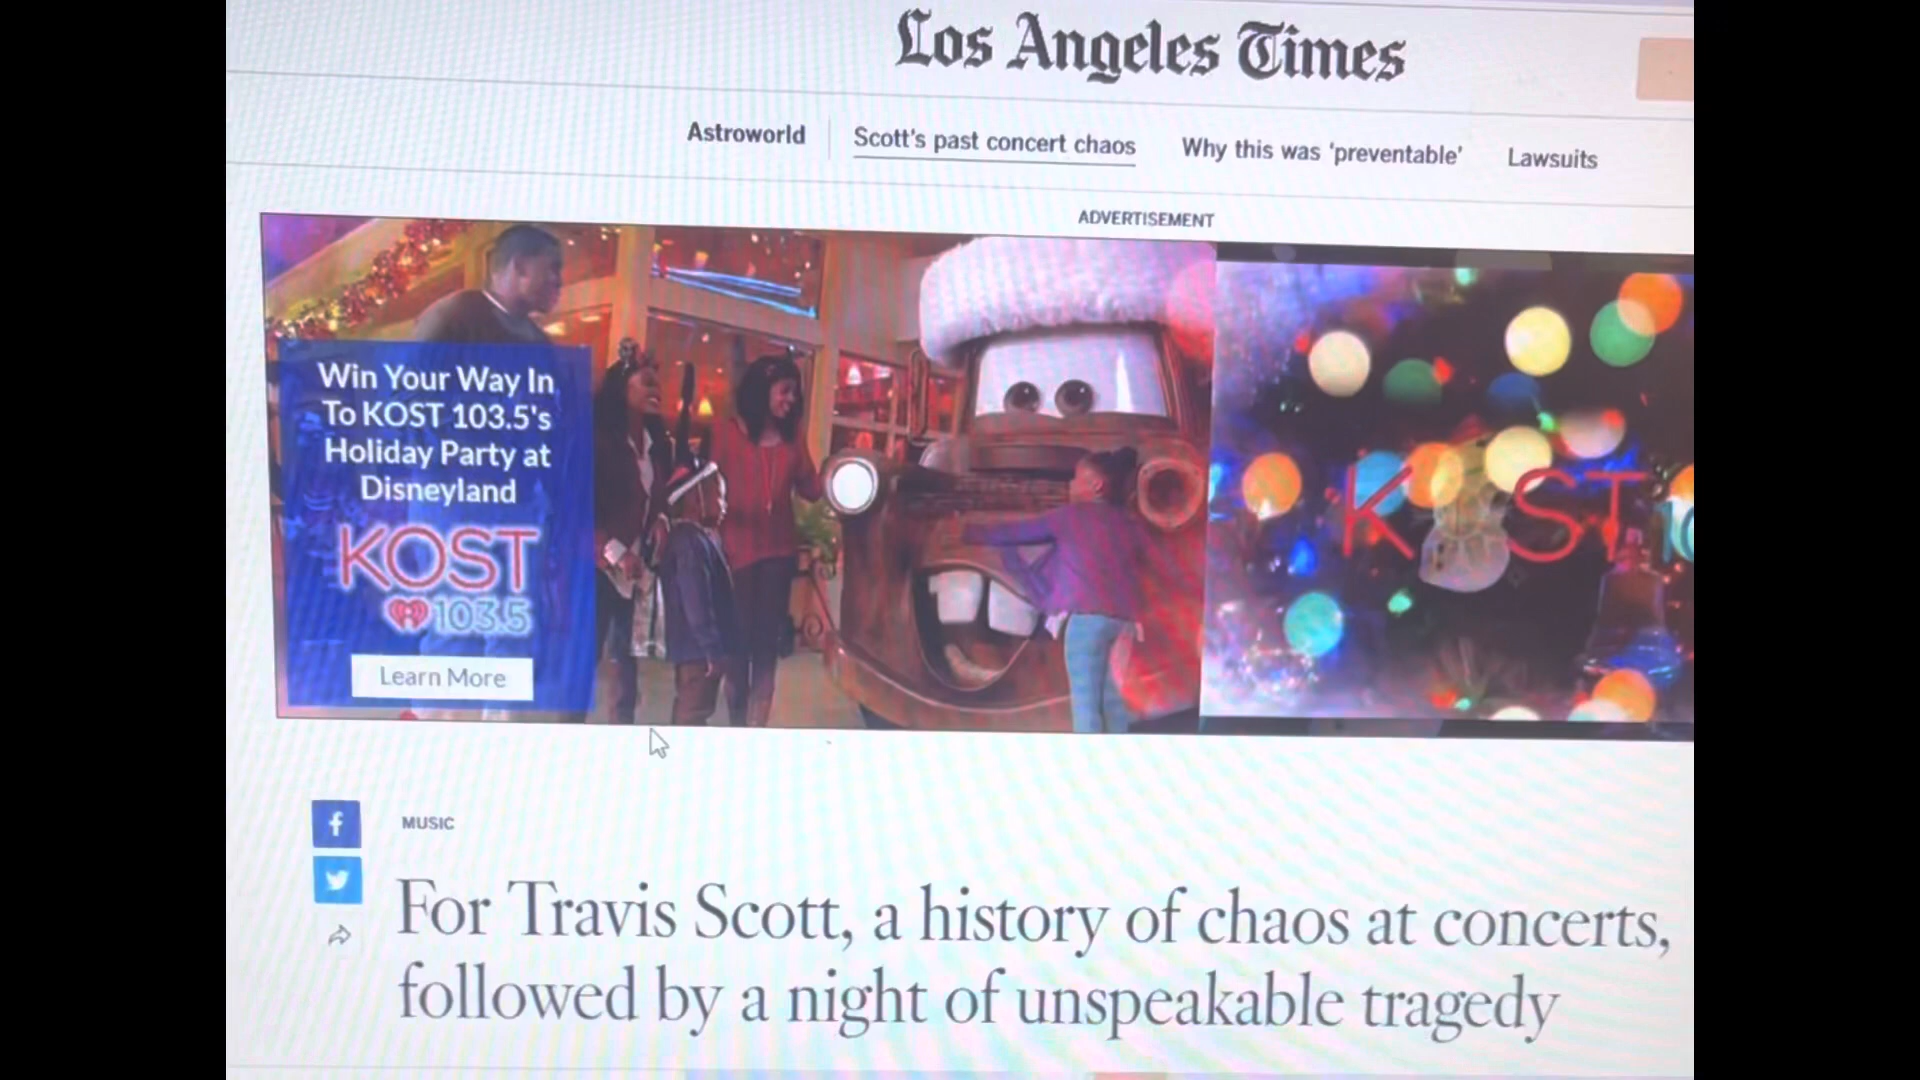 Los Angeles Times
Astroworld
Scott's past concert chaos
Why this was 'preventable'
Lawsuits
ADVERTISEMENT
Win Your Way In
To KOST 103.5's
Holiday Party at
Disneyland
KOST
103.5
Learn More
KOST 10
MUSIC
For Travis Scott, a history of chaos at concerts,
followed by a night of unspeakable tragedy